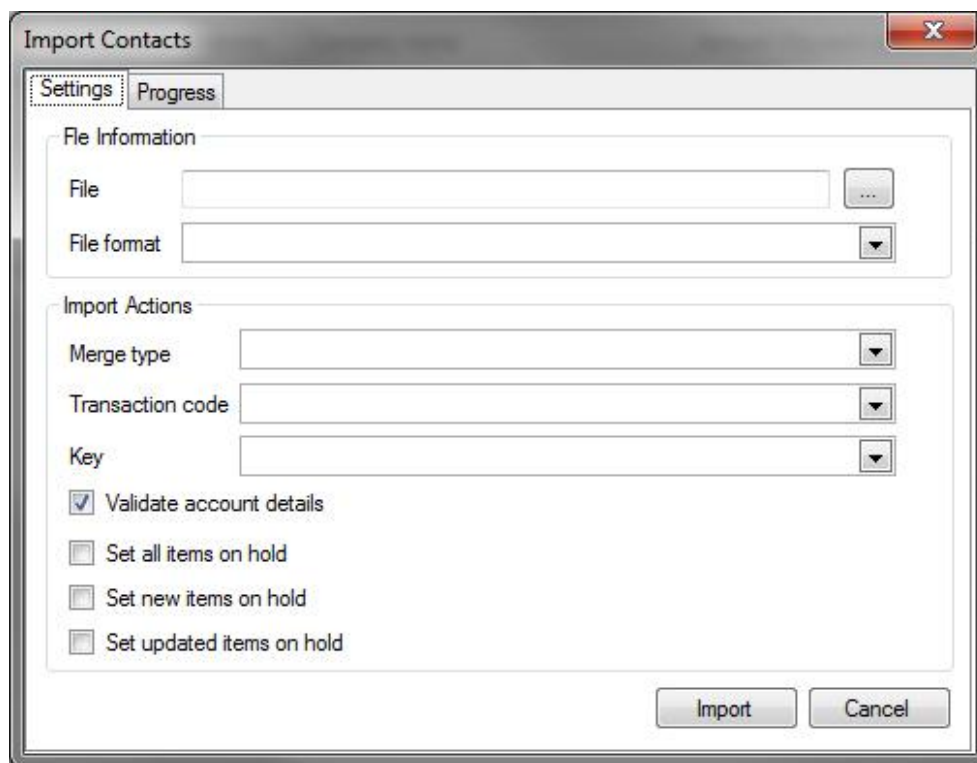 Import Contacts
Settings Progress
Fle Information
File ...
File format
Import Actions
Merge type
Transaction code
Key
Validate account details
Set all items on hold
Set new items on hold
Set updated items on hold
Import Cancel